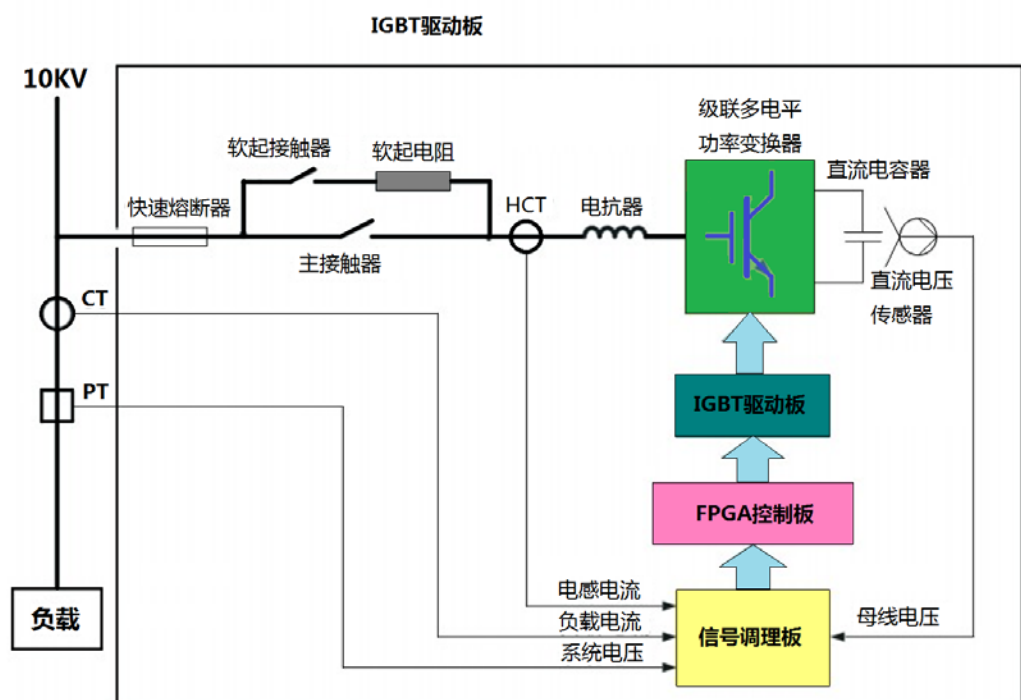 IGBT驱动板
10KV
级联多电平
功率变换器
软起接触器
软起电阻
直流电容器
快速熔断器
HCT
电抗器
主接触器
直流电压
传感器
CT
PT
IGBT驱动板
FPGA控制板
电感电流
负载电流
系统电压
信号调理板
母线电压
负载